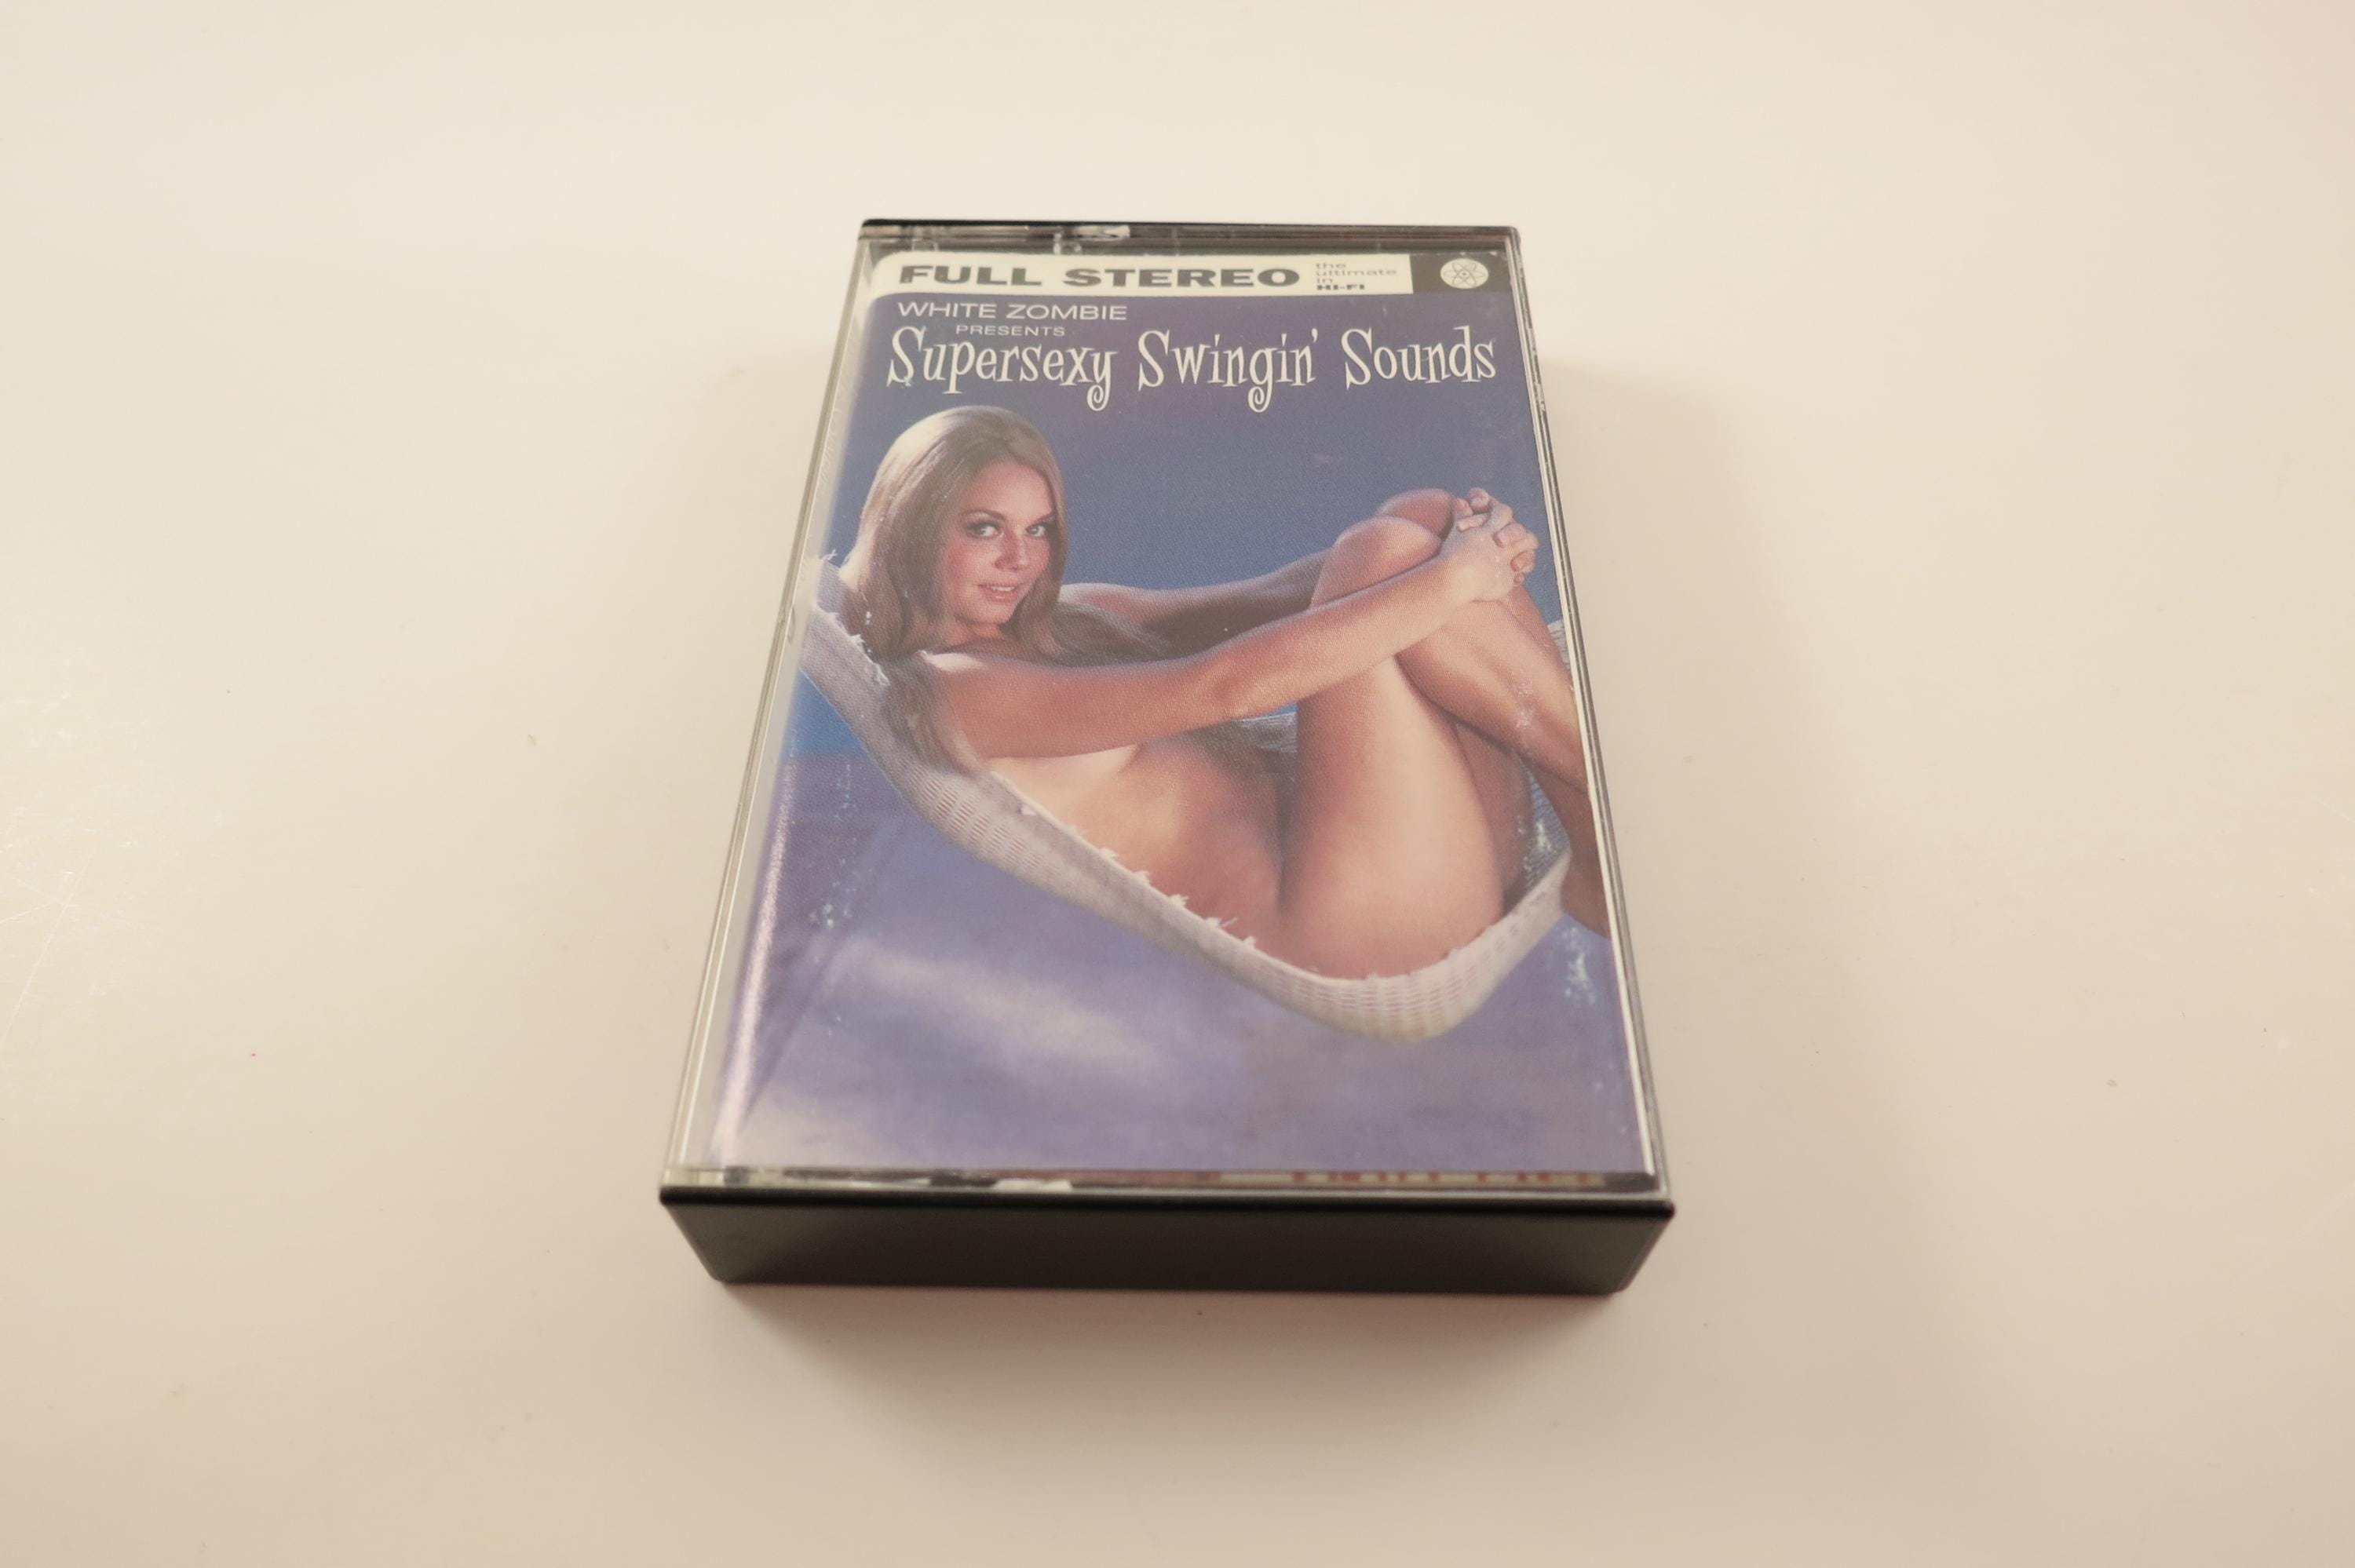 FULL STEREO
the
ultimate
in
HI-FI
WHITE ZOMBIE
PRESENTS
Supersexy Swingin' Sounds